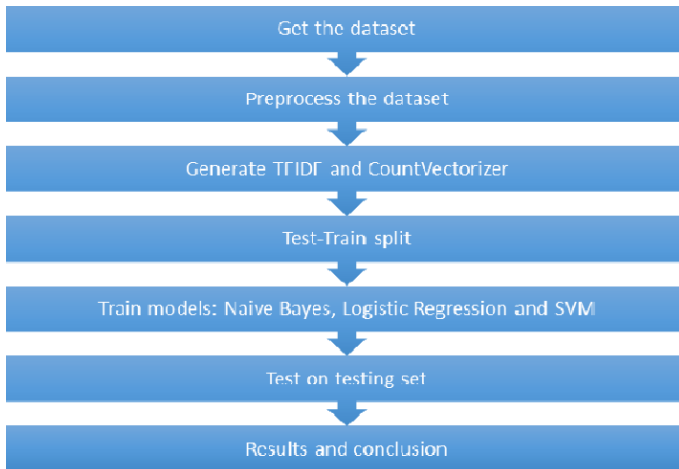 Get the dataset
Preprocess the dataset
Generate TFIDF and CountVectorizer
Test-Train split
Train models: Naive Bayes, Logistic Regression and SVM
Test on testing set
Results and conclusion